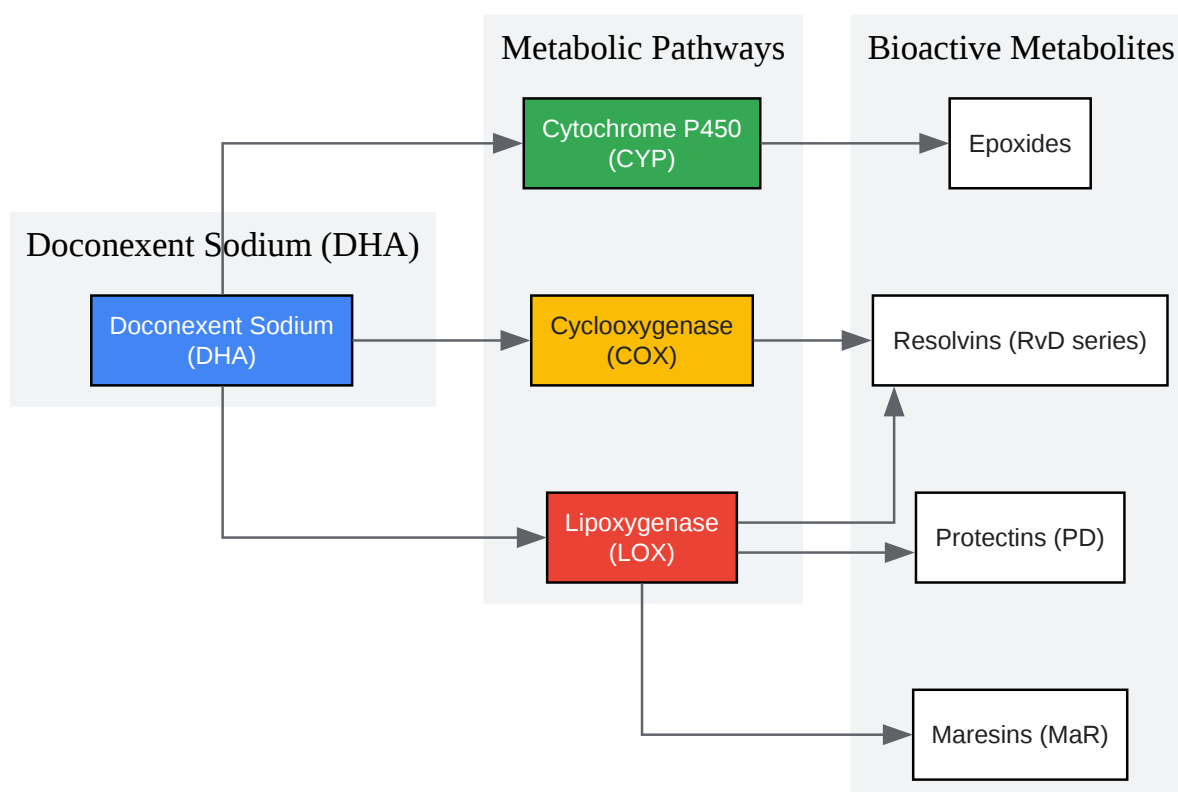 Metabolic Pathways
Bioactive Metabolites
Cytochrome P450
(CYP)
Epoxides
Doconexent Sodium (DHA)
Doconexent Sodium
(DHA)
Cyclooxygenase
(COX)
Resolvins (RvD series)
Lipoxygenase
(LOX)
Protectins (PD)
Maresins (MaR)